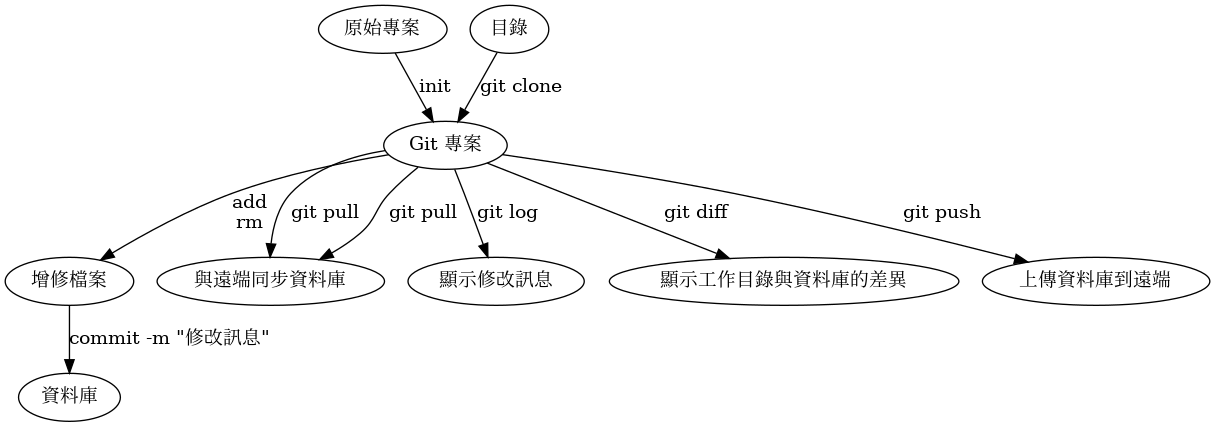 原始專案
目錄
init
git clone
Git 專案
add
rm
git pull
git pull
git log
git diff
git push
增修檔案
與遠端同步資料庫
顯示修改訊息
顯示工作目錄與資料庫的差異
上傳資料庫到遠端
commit -m "修改訊息"
資料庫